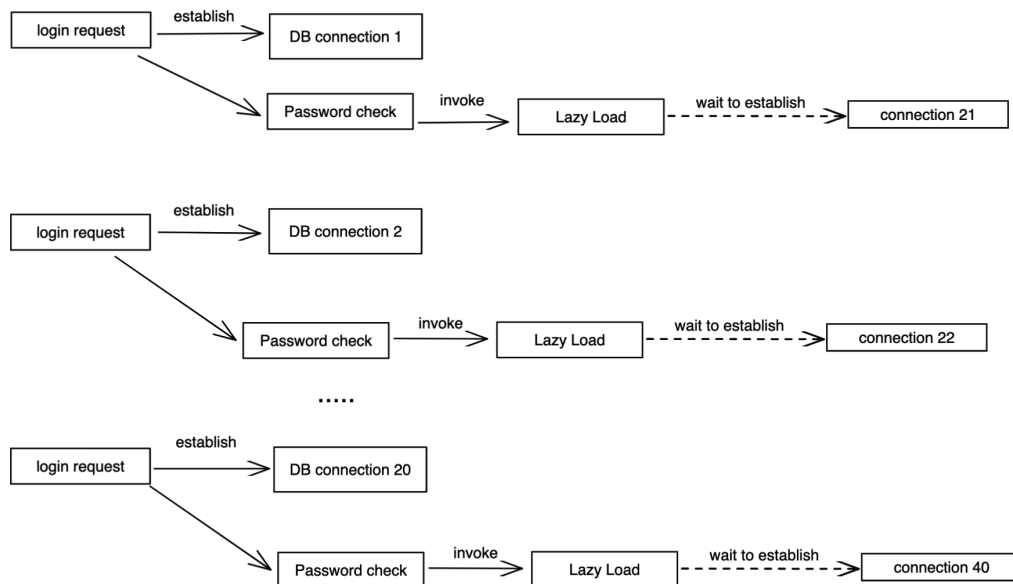 establish
login request
DB connection 1
Password check
invoke
Lazy Load
wait to establish
connection 21
establish
login request
DB connection 2
Password check
invoke
Lazy Load
wait to establish
connection 22
.....
establish
login request
DB connection 20
Password check
invoke
Lazy Load
wait to establish
connection 40